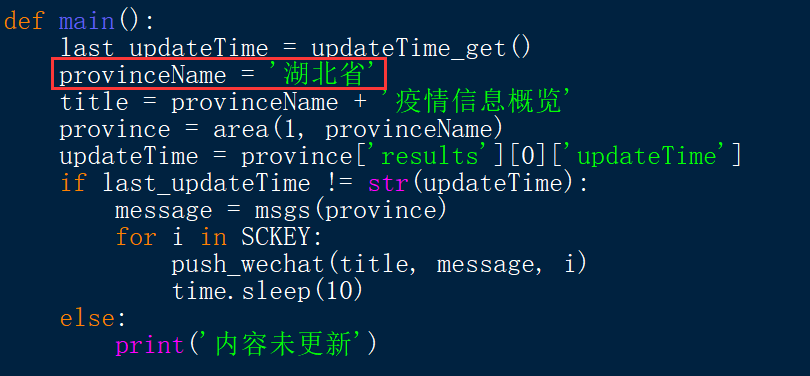 def main():
    last_updateTime = updateTime_get()
    provinceName = '湖北省'
    title = provinceName + '疫情信息概览'
    province = area(1, provinceName)
    updateTime = province['results'][0]['updateTime']
    if last_updateTime != str(updateTime):
        message = msgs(province)
        for i in SCKEY:
            push_wechat(title, message, i)
            time.sleep(10)
    else:
        print('内容未更新')